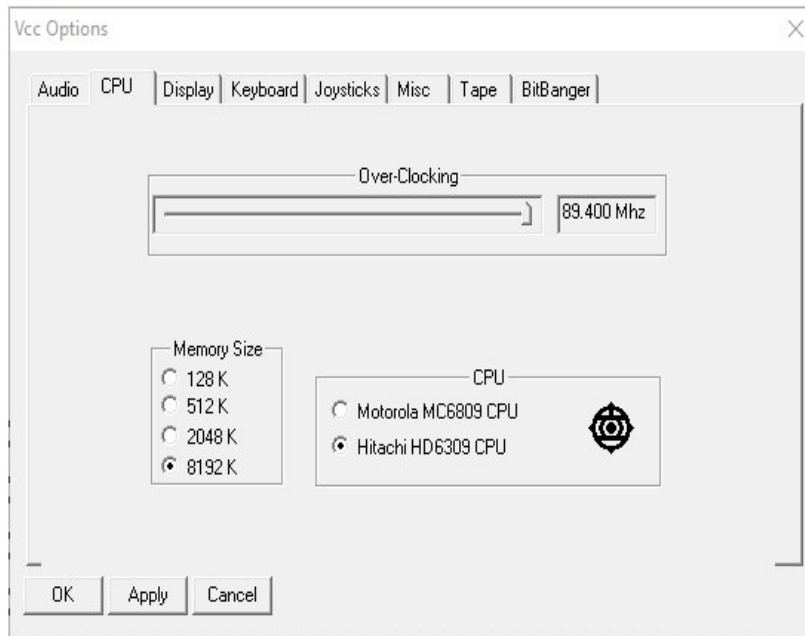 Vcc Options
Audio CPU Display Keyboard Joysticks Misc Tape BitBanger
Over-Clocking
89.400 Mhz
Memory Size
128 K
512 K
2048 K
8192 K
CPU
Motorola MC6809 CPU
Hitachi HD6309 CPU
OK Apply Cancel